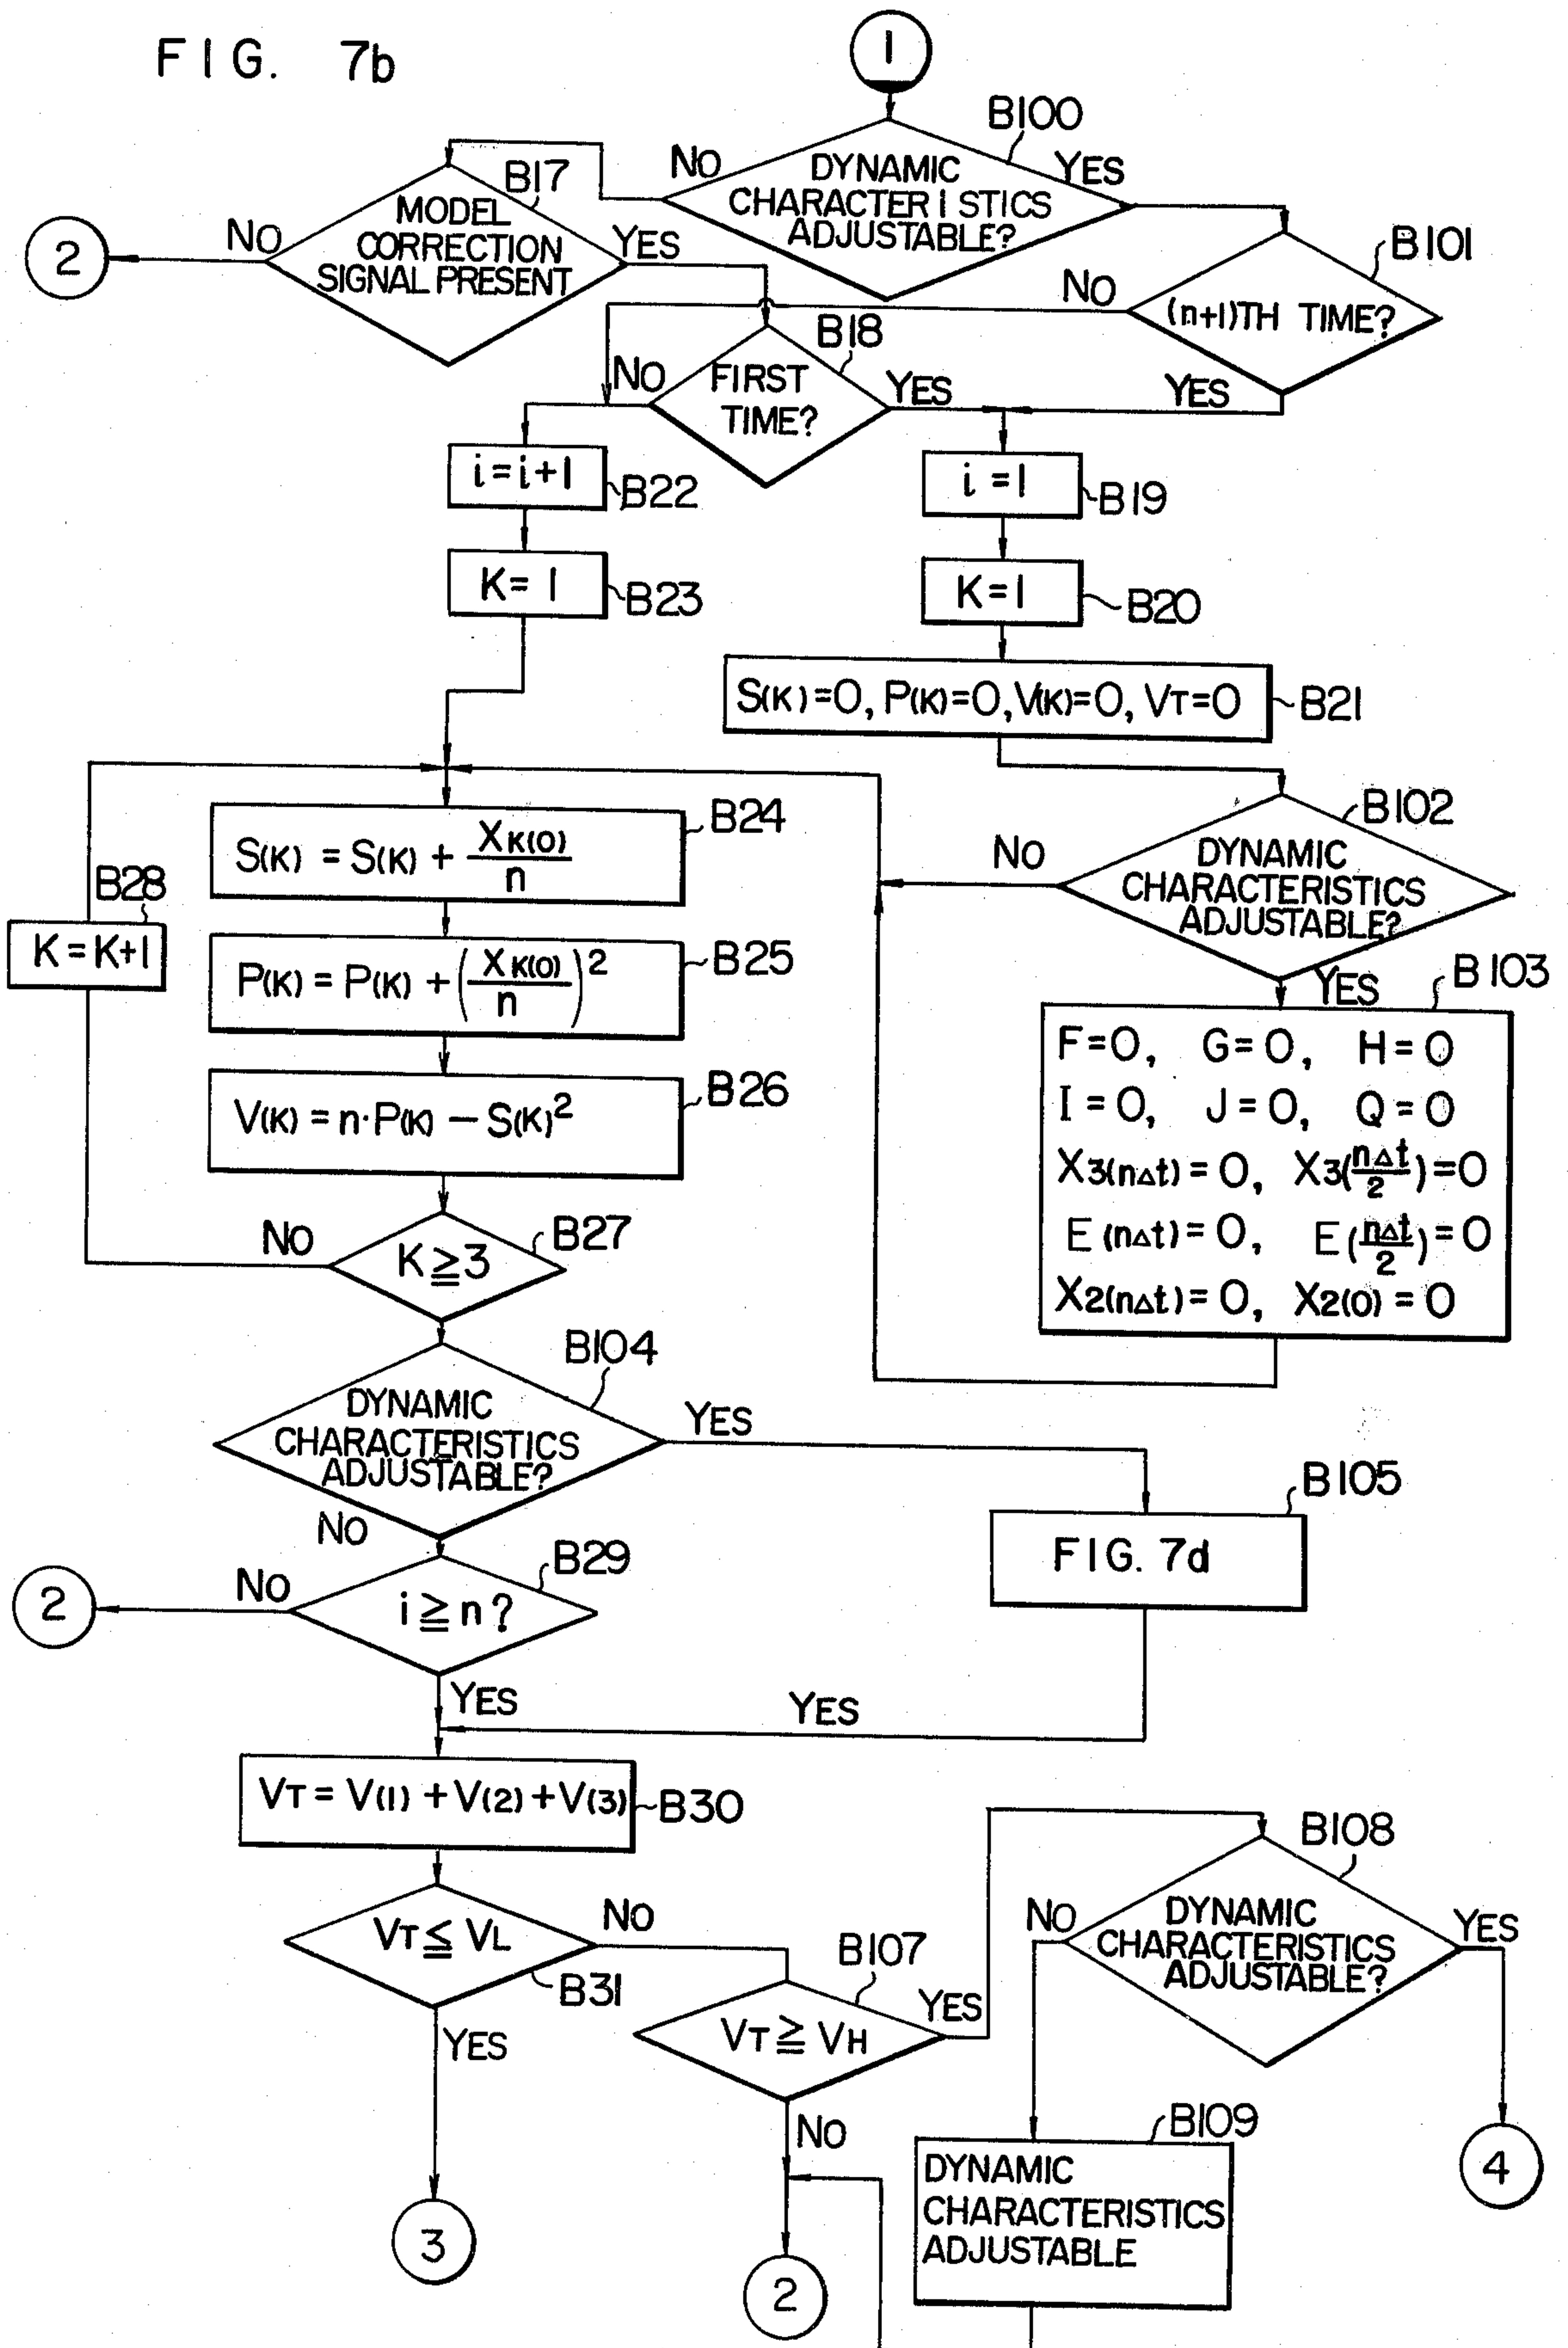 FIG. 7b
1
B100
DYNAMIC
CHARACTERISTICS
ADJUSTABLE?
NO
YES
B17
MODEL
CORRECTION
SIGNAL PRESENT
NO
YES
2
B101
(n+1)TH TIME?
NO
YES
B18
FIRST
TIME?
NO
YES
i=i+1
B22
i=1
B19
K=1
B23
K=1
B20
S(K)=0, P(K)=0, V(K)=0, VT=0
B21
B24
S(K) = S(K) + XK(0)/n
B28
K=K+1
B25
P(K) = P(K) + (XK(0)/n)2
B26
V(K) = n·P(K) – S(K)2
B102
DYNAMIC
CHARACTERISTICS
ADJUSTABLE?
NO
YES
B103
F=0, G=0, H=0
I=0, J=0, Q=0
X3(n△t)=0, X3(n△t/2)=0
E(n△t)=0, E(n△t/2)=0
X2(n△t)=0, X2(0)=0
B27
K≧3
NO
B104
DYNAMIC
CHARACTERISTICS
ADJUSTABLE?
YES
NO
B105
FIG. 7d
B29
i≧n?
NO
2
YES
YES
VT = V(1) + V(2) + V(3)
B30
VT≦VL
NO
B31
YES
3
B107
VT≧VH
YES
NO
2
B108
DYNAMIC
CHARACTERISTICS
ADJUSTABLE?
NO
YES
4
B109
DYNAMIC
CHARACTERISTICS
ADJUSTABLE